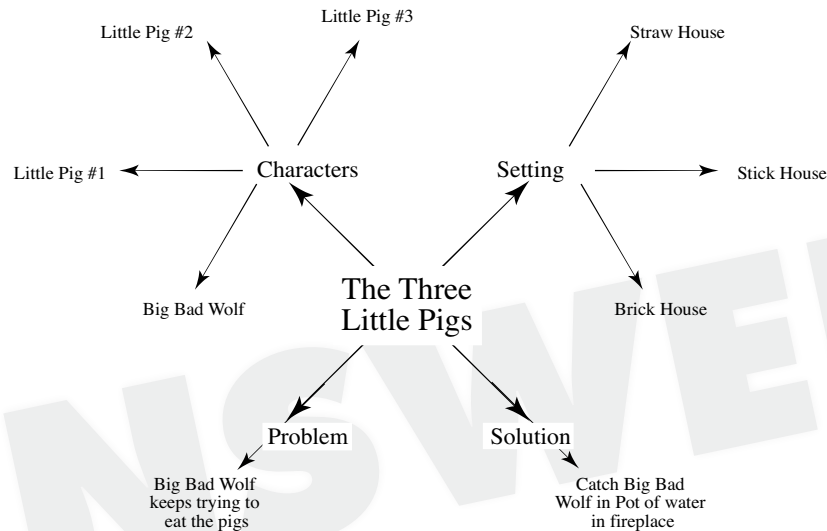 Little Pig #2
Little Pig #3
Straw House
Little Pig #1
Characters
Setting
Stick House
Big Bad Wolf
The Three
Little Pigs
Brick House
Problem
Solution
Big Bad Wolf
keeps trying to
eat the pigs
Catch Big Bad
Wolf in Pot of water
in fireplace